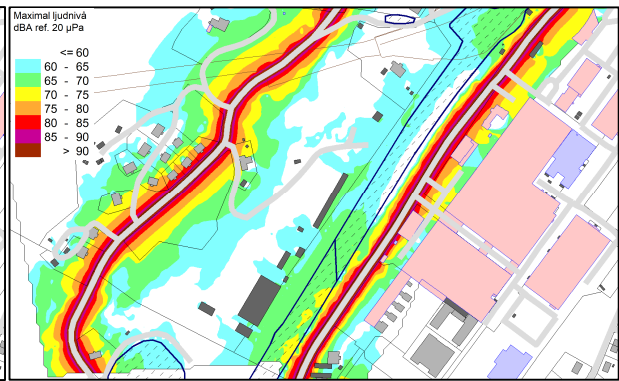 Maximal ljudnivå
dBA ref. 20 µPa
<= 60
60 - 65
65 - 70
70 - 75
75 - 80
80 - 85
85 - 90
> 90